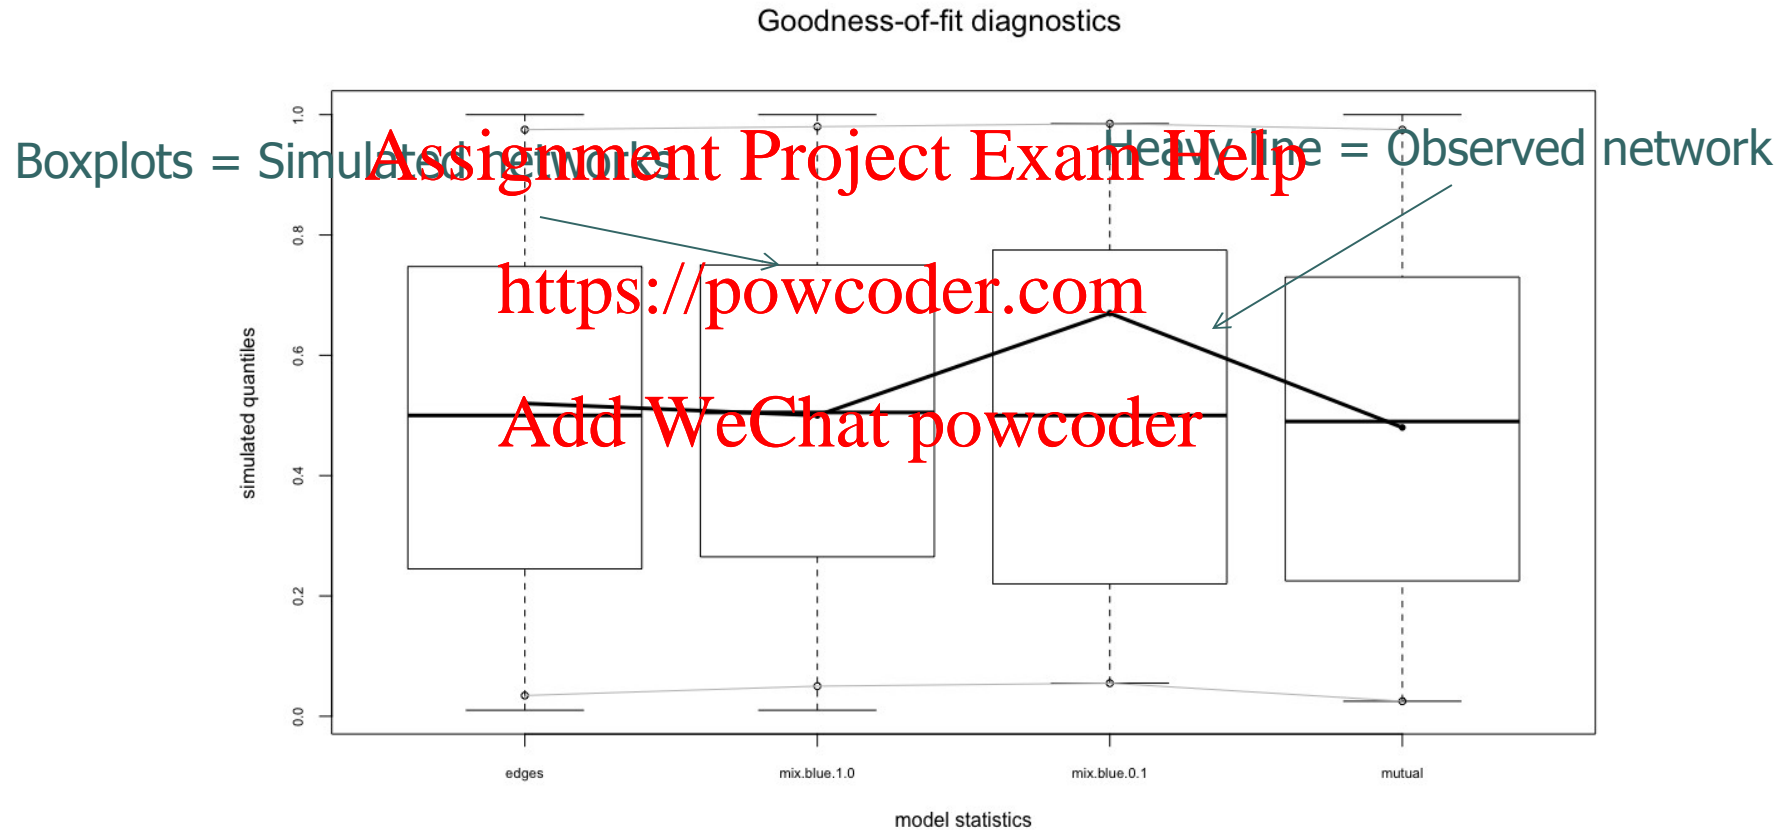 Goodness-of-fit diagnostics
Boxplots = Simulated networks
Heavy line = Observed network
Assignment Project Exam Help
https://powcoder.com
Add WeChat powcoder
simulated quantiles
1.0
0.8
0.6
0.4
0.2
0.0
edges mix.blue.1.0 mix.blue.0.1 mutual
model statistics